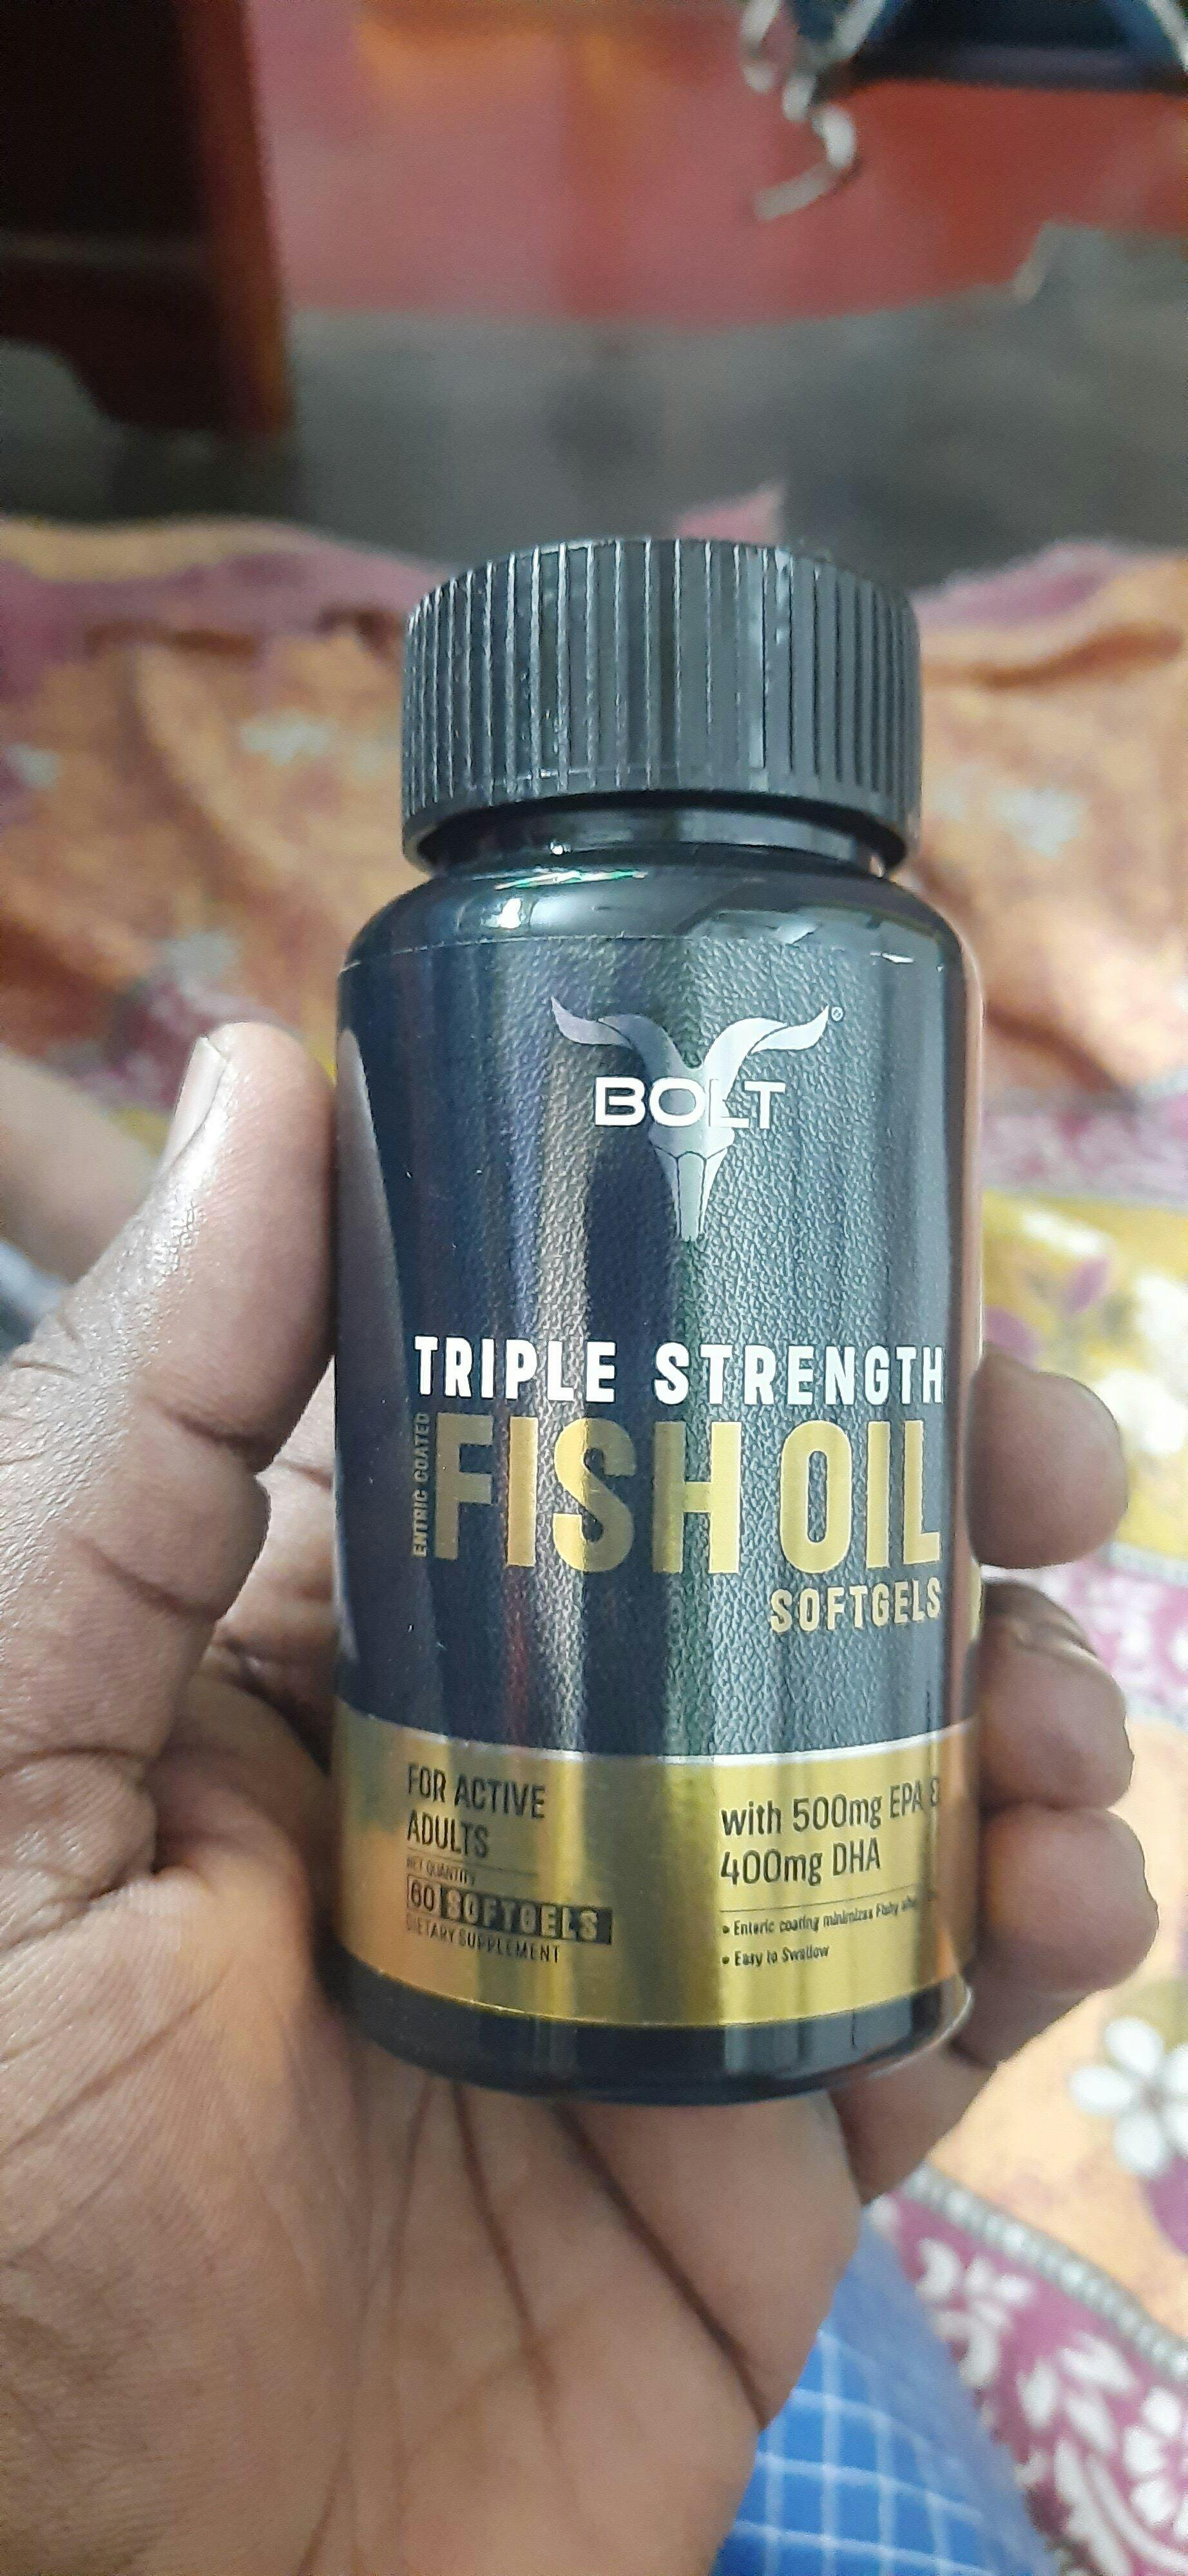 BOLT®
TRIPLE STRENGTH
ENTRIC COATED
FISH OIL
SOFTGELS
FOR ACTIVE
ADULTS
NET QUANTITY
60 SOFTGELS
DIETARY SUPPLEMENT
with 500mg EPA &
400mg DHA
• Enteric coating minimizes Fishy
• Easy to Swallow